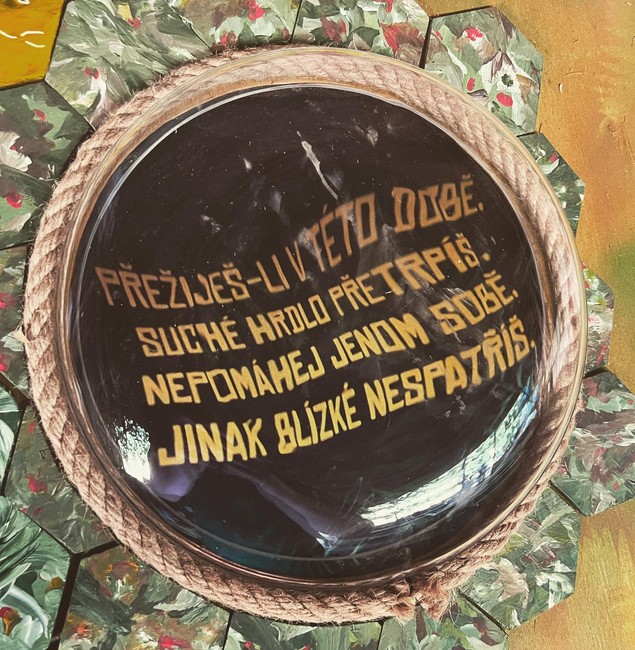 PŘEŽIJEŠ-LI V TÉTO DOBĚ,
SUCHÉ HRDLO PŘETRPÍŠ.
NEPOMÁHEJ JENOM SOBĚ,
JINAK BLÍZKÉ NESPATŘÍŠ.